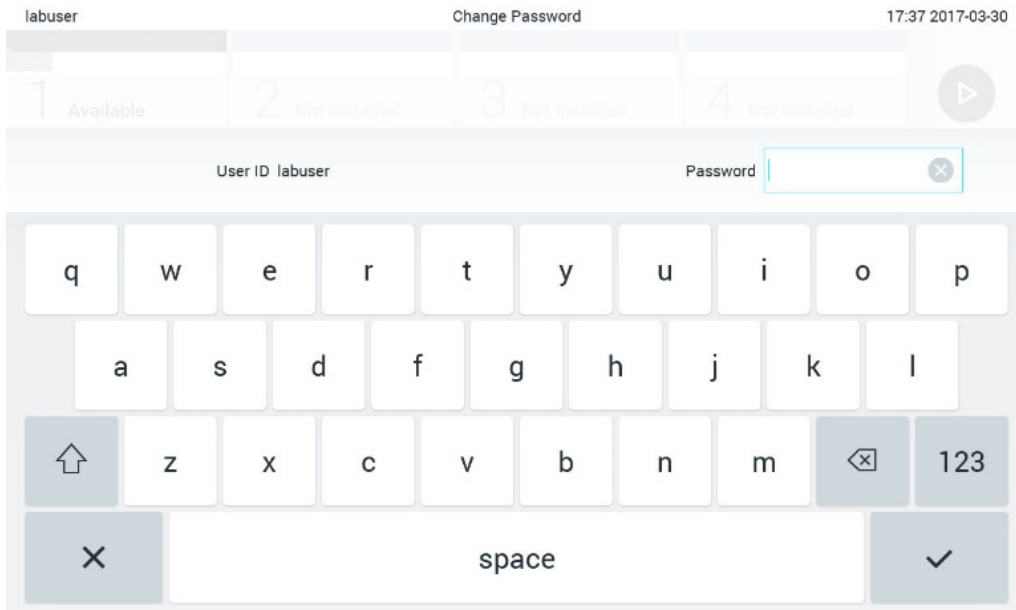 labuser Change Password 17:37 2017-03-30
1 Available 2 Not installed 3 Not installed 4 Not installed
User ID labuser Password
q w e r t y u i o p
a s d f g h j k l
z x c v b n m 123
space